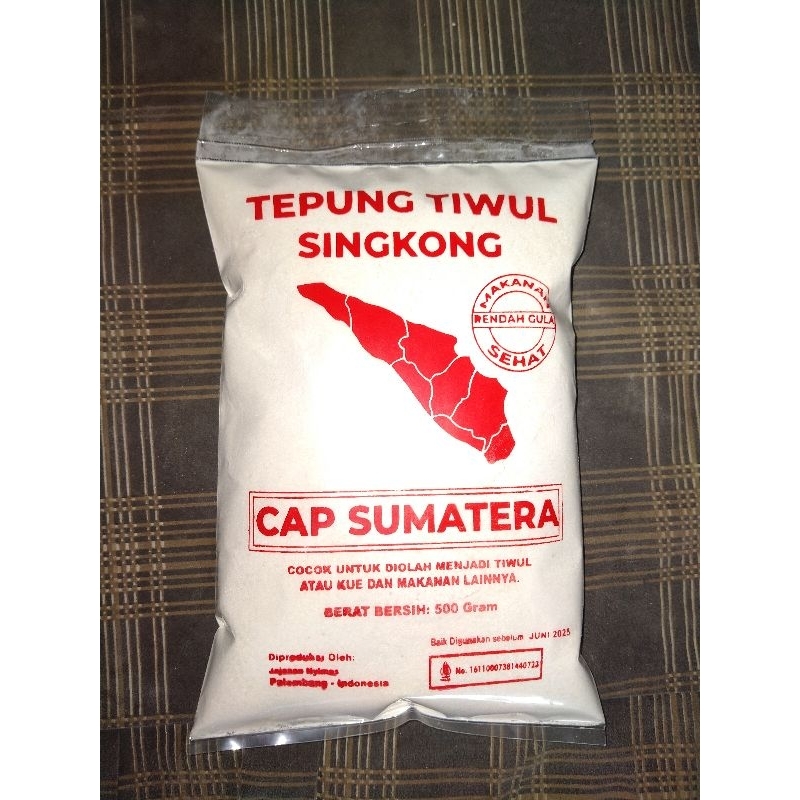 TEPUNG TIWUL
SINGKONG
MAKANAN
RENDAH GULA
SEHAT
CAP SUMATERA
COCOK UNTUK DIOLAH MENJADI TIWUL
ATAU KUE DAN MAKANAN LAINNYA.
BERAT BERSIH: 500 Gram
Baik Digunakan sebelum JUNI 2025
Diproduksi Oleh:
Jajanan
Palembang - Indonesia